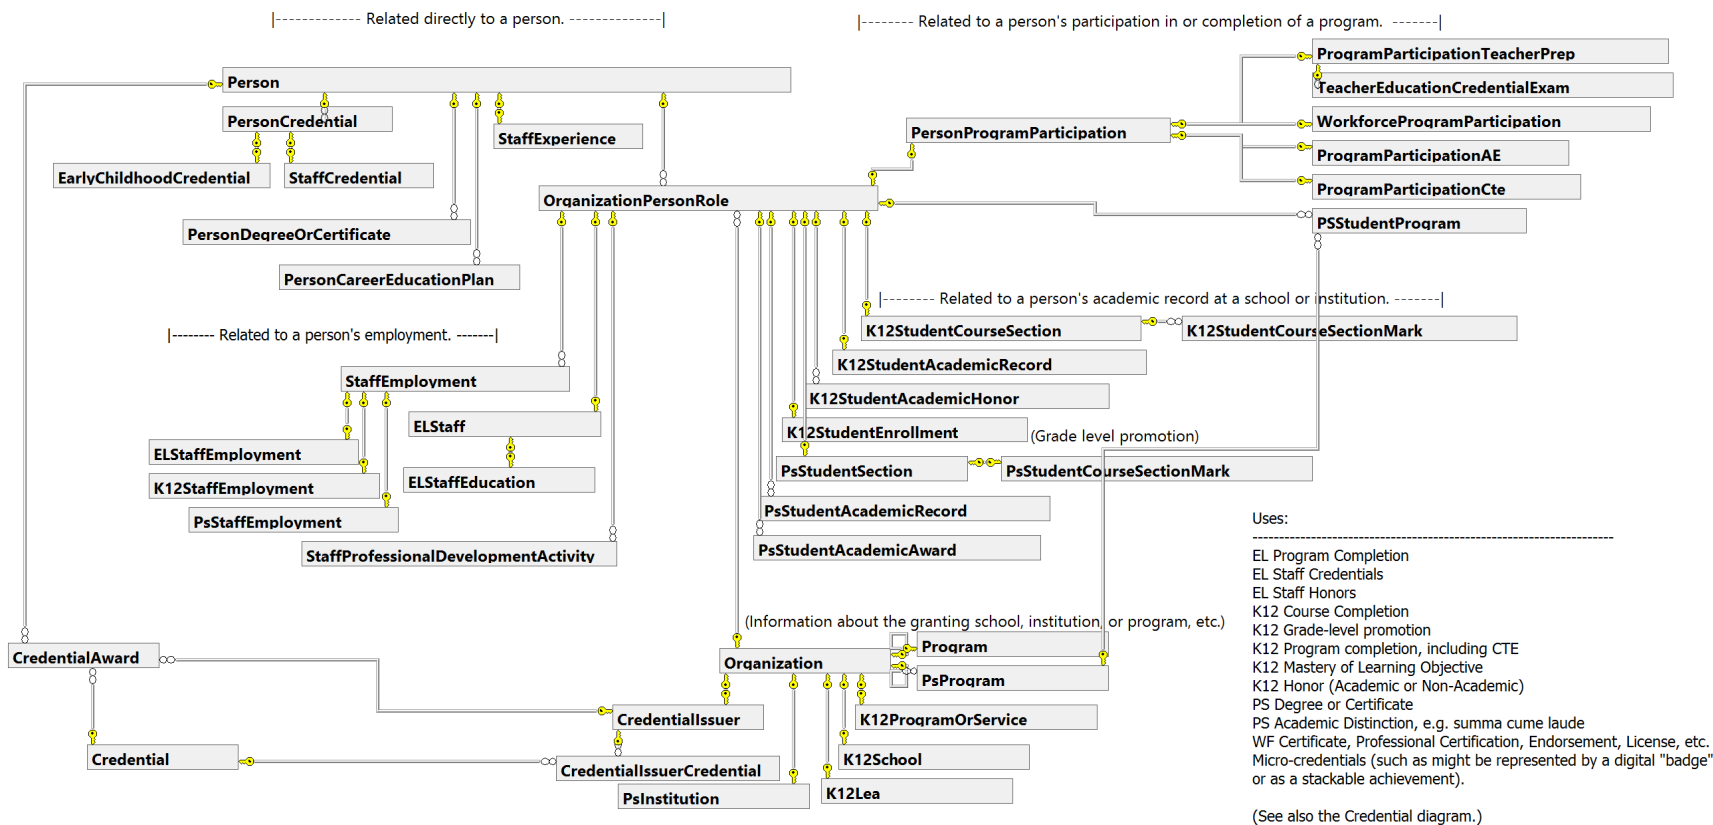 |------------ Related directly to a person. -------------|
|-------- Related to a person's participation in or completion of a program. -------|
ProgramParticipationTeacherPrep
Person
TeacherEducationCredentialExam
PersonCredential
StaffExperience
PersonProgramParticipation
WorkforceProgramParticipation
ProgramParticipationAE
EarlyChildhoodCredential
StaffCredential
ProgramParticipationCte
OrganizationPersonRole
PSStudentProgram
PersonDegreeOrCertificate
PersonCareerEducationPlan
|-------- Related to a person's academic record at a school or institution. -------|
|-------- Related to a person's employment. -------|
K12StudentCourseSection
K12StudentCourseSectionMark
K12StudentAcademicRecord
StaffEmployment
K12StudentAcademicHonor
ELStaff
K12StudentEnrollment
(Grade level promotion)
ELStaffEmployment
PsStudentSection
PsStudentCourseSectionMark
ELStaffEducation
K12StaffEmployment
PsStudentAcademicRecord
PsStaffEmployment
StaffProfessionalDevelopmentActivity
PsStudentAcademicAward
(Information about the granting school, institution, or program, etc.)
Program
CredentialAward
Organization
PsProgram
CredentialIssuer
K12ProgramOrService
Credential
CredentialIssuerCredential
K12School
PsInstitution
K12Lea
Uses:
------------------------------------------------------------
EL Program Completion
EL Staff Credentials
EL Staff Honors
K12 Course Completion
K12 Grade-level promotion
K12 Program completion, including CTE
K12 Mastery of Learning Objective
K12 Honor (Academic or Non-Academic)
PS Degree or Certificate
PS Academic Distinction, e.g. summa cume laude
WF Certificate, Professional Certification, Endorsement, License, etc.
Micro-credentials (such as might be represented by a digital "badge"
or as a stackable achievement).
(See also the Credential diagram.)